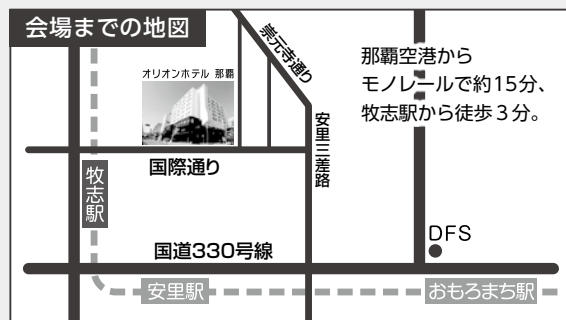 会場までの地図
オリオンホテル 那覇
崇元寺通り
那覇空港から
モノレールで約15分、
牧志駅から徒歩３分。
安里三差路
国際通り
牧志駅
国道330号線
DFS
安里駅
おもろまち駅